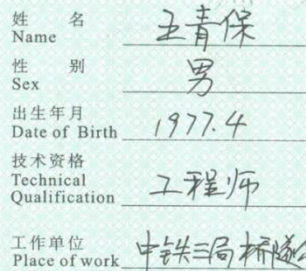 姓 名 王青保
Name
性 别 男
Sex
出生年月 1977.4
Date of Birth
技术资格
Technical 工程师
Qualification
工作单位 中铁三局桥隧
Place of work